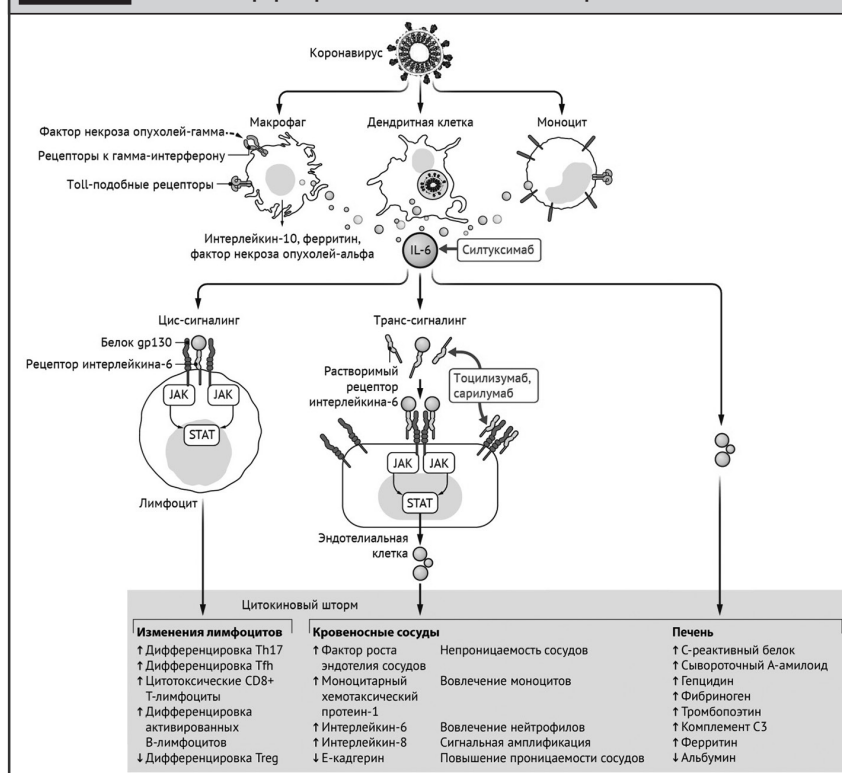 Коронавирус
Макрофаг
Дендритная клетка
Моноцит
Фактор некроза опухолей-гамма
Рецепторы к гамма-интерферону
Toll-подобные рецепторы
Интерлейкин-10, ферритин,
фактор некроза опухолей-альфа
IL-6
Силтуксимаб
Цис-сигналинг
Транс-сигналинг
Белок gp130
Рецептор интерлейкина-6
Растворимый
рецептор
интерлейкина-6
Тоцилизумаб,
сарилумаб
JAK
JAK
STAT
JAK
JAK
STAT
Лимфоцит
Эндотелиальная
клетка
Цитокиновый шторм
Изменения лимфоцитов
↑ Дифференцировка Th17
↑ Дифференцировка Tfh
↑ Цитотоксические CD8+
Т-лимфоциты
↑ Дифференцировка
активированных
В-лимфоцитов
↓ Дифференцировка Treg
Кровеносные сосуды
↑ Фактор роста Непроницаемость сосудов
эндотелия сосудов
↑ Моноцитарный Вовлечение моноцитов
хемотаксический
протеин-1
↑ Интерлейкин-6 Вовлечение нейтрофилов
↑ Интерлейкин-8 Сигнальная амплификация
↓ Е-кадгерин Повышение проницаемости сосудов
Печень
↑ С-реактивный белок
↑ Сывороточный А-амилоид
↑ Гепцидин
↑ Фибриноген
↑ Тромбопоэтин
↑ Комплемент С3
↑ Ферритин
↓ Альбумин